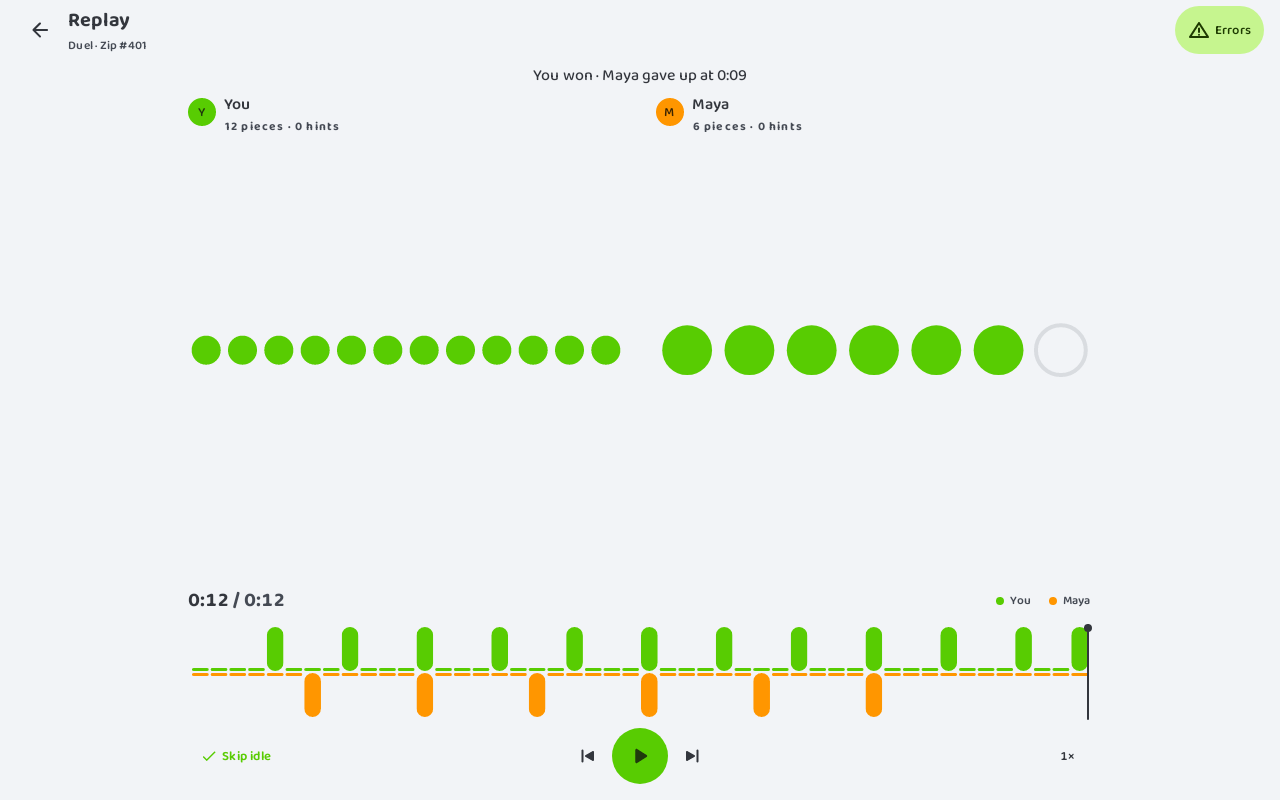 Replay
Duel · Zip #401
Errors
You won · Maya gave up at 0:09
Y
You
12 pieces · 0 hints
M
Maya
6 pieces · 0 hints
0:12 / 0:12
You
Maya
Skip idle
1×